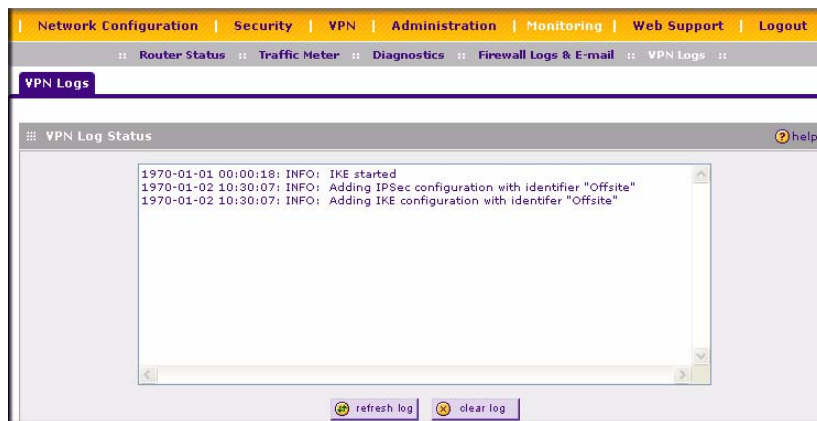 | Network Configuration | Security | VPN | Administration | Monitoring | Web Support | Logout
:: Router Status :: Traffic Meter :: Diagnostics :: Firewall Logs & E-mail :: VPN Logs ::
VPN Logs
VPN Log Status
? help
1970-01-01 00:00:18: INFO: IKE started
1970-01-02 10:30:07: INFO: Adding IPSec configuration with identifier "Offsite"
1970-01-02 10:30:07: INFO: Adding IKE configuration with identifer "Offsite"
refresh log
clear log